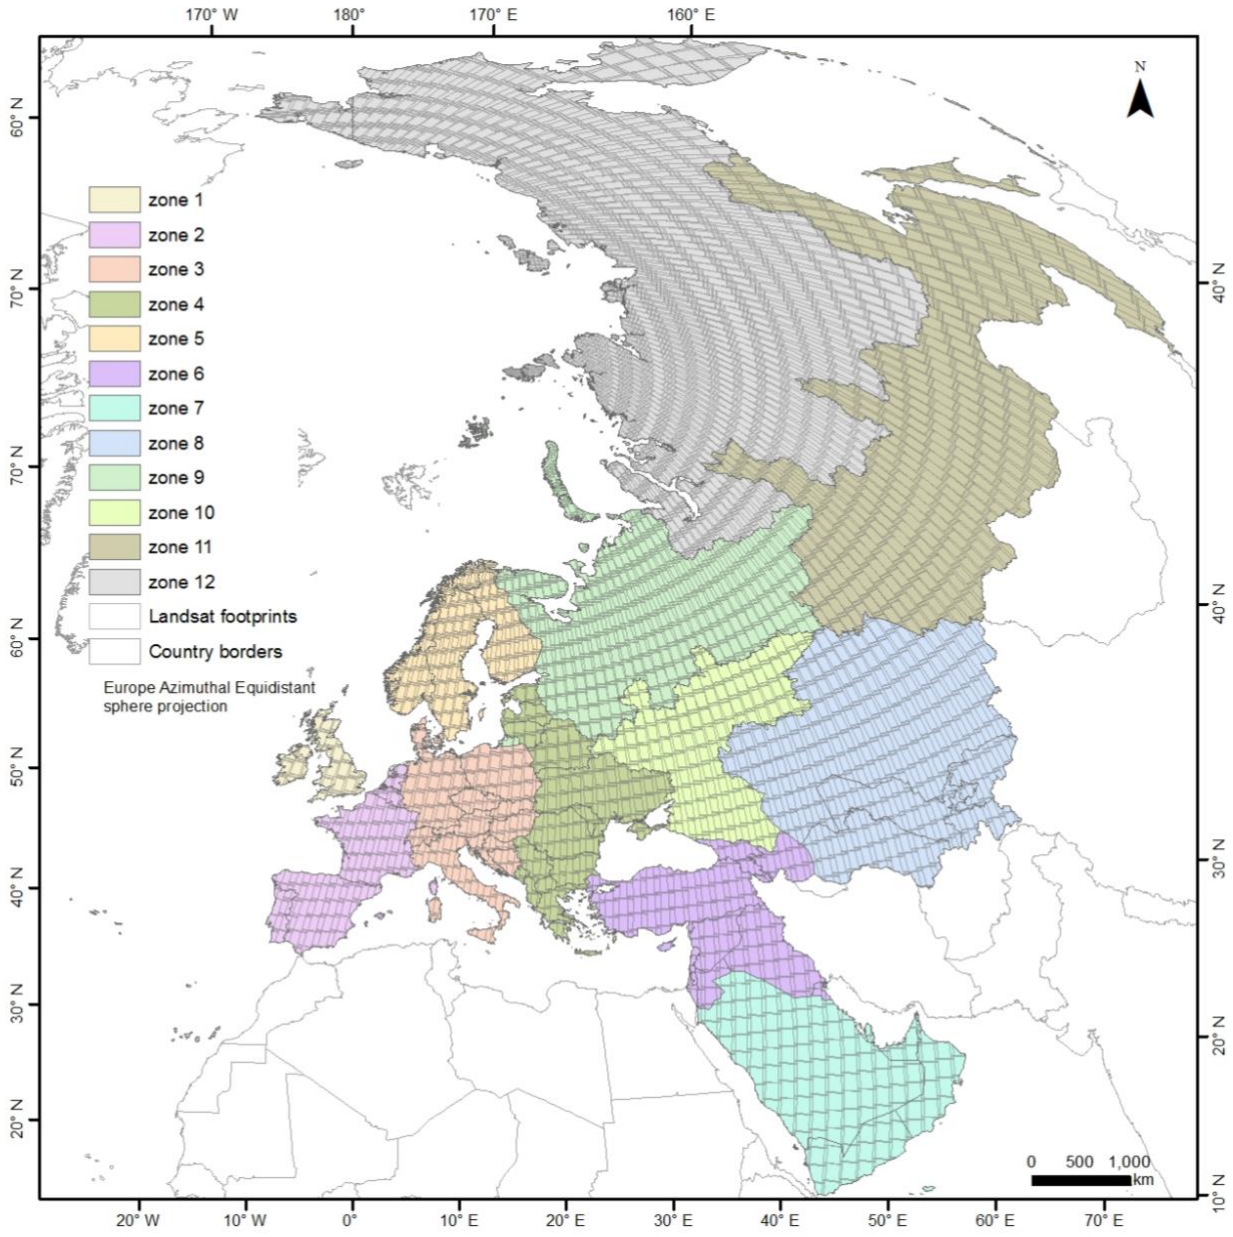 170° W 180° 170° E 160° E
N
60° N
70° N
70° N
60° N
50° N
40° N
30° N
20° N
zone 1
zone 2
zone 3
zone 4
zone 5
zone 6
zone 7
zone 8
zone 9
zone 10
zone 11
zone 12
Landsat footprints
Country borders
Europe Azimuthal Equidistant
sphere projection
40° N
40° N
30° N
20° N
10° N
0 500 1,000
km
20° W 10° W 0° 10° E 20° E 30° E 40° E 50° E 60° E 70° E